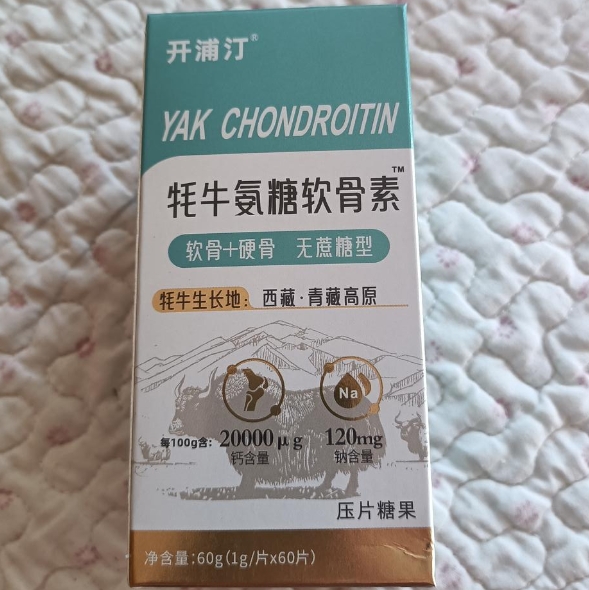 开浦汀®
YAK CHONDROITIN
牦牛氨糖软骨素™
软骨+硬骨 无蔗糖型
牦牛生长地：西藏·青藏高原
Na
每100g含：20000μg 120mg
钙含量 钠含量
压片糖果
净含量:60g(1g/片x60片)